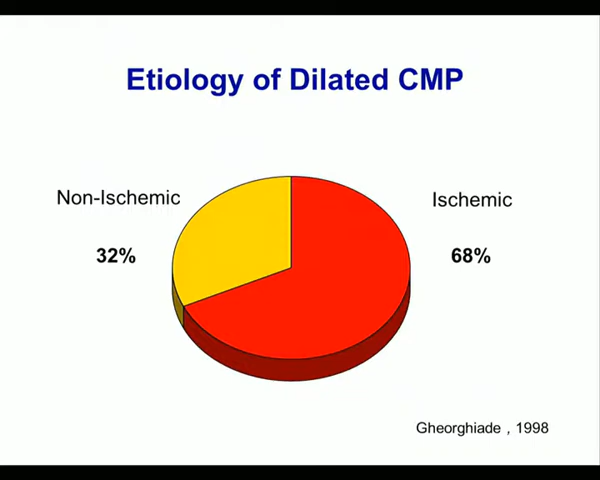 Etiology of Dilated CMP
Non-Ischemic
32%
Ischemic
68%
Gheorghiade , 1998